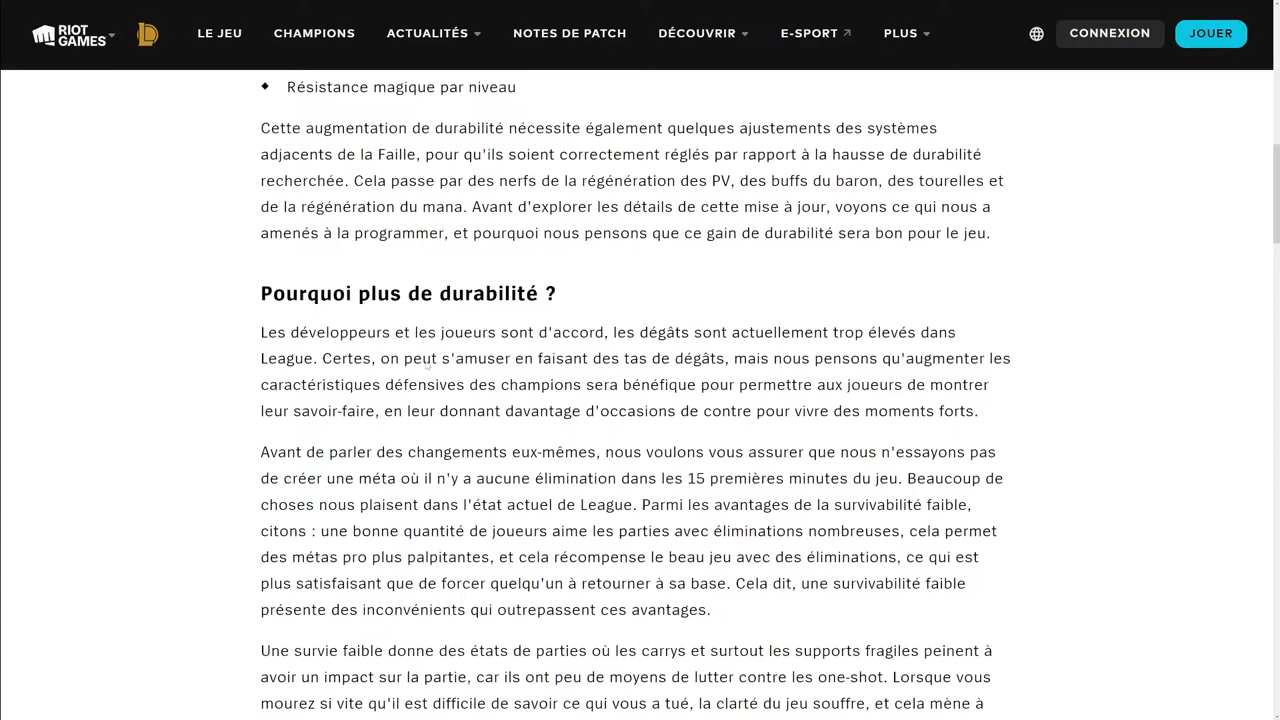 RIOT GAMES
LE JEU
CHAMPIONS
ACTUALITÉS
NOTES DE PATCH
DÉCOUVRIR
E-SPORT
PLUS
CONNEXION
JOUER
Résistance magique par niveau
Cette augmentation de durabilité nécessite également quelques ajustements des systèmes
adjacents de la Faille, pour qu'ils soient correctement réglés par rapport à la hausse de durabilité
recherchée. Cela passe par des nerfs de la régénération des PV, des buffs du baron, des tourelles et
de la régénération du mana. Avant d'explorer les détails de cette mise à jour, voyons ce qui nous a
amenés à la programmer, et pourquoi nous pensons que ce gain de durabilité sera bon pour le jeu.
Pourquoi plus de durabilité ?
Les développeurs et les joueurs sont d'accord, les dégâts sont actuellement trop élevés dans
League. Certes, on peut s'amuser en faisant des tas de dégâts, mais nous pensons qu'augmenter les
caractéristiques défensives des champions sera bénéfique pour permettre aux joueurs de montrer
leur savoir-faire, en leur donnant davantage d'occasions de contre pour vivre des moments forts.
Avant de parler des changements eux-mêmes, nous voulons vous assurer que nous n'essayons pas
de créer une méta où il n'y a aucune élimination dans les 15 premières minutes du jeu. Beaucoup de
choses nous plaisent dans l'état actuel de League. Parmi les avantages de la survivabilité faible,
citons : une bonne quantité de joueurs aime les parties avec éliminations nombreuses, cela permet
des métas pro plus palpitantes, et cela récompense le beau jeu avec des éliminations, ce qui est
plus satisfaisant que de forcer quelqu'un à retourner à sa base. Cela dit, une survivabilité faible
présente des inconvénients qui outrepassent ces avantages.
Une survie faible donne des états de parties où les carrys et surtout les supports fragiles peinent à
avoir un impact sur la partie, car ils ont peu de moyens de lutter contre les one-shot. Lorsque vous
mourez si vite qu'il est difficile de savoir ce qui vous a tué, la clarté du jeu souffre, et cela mène à